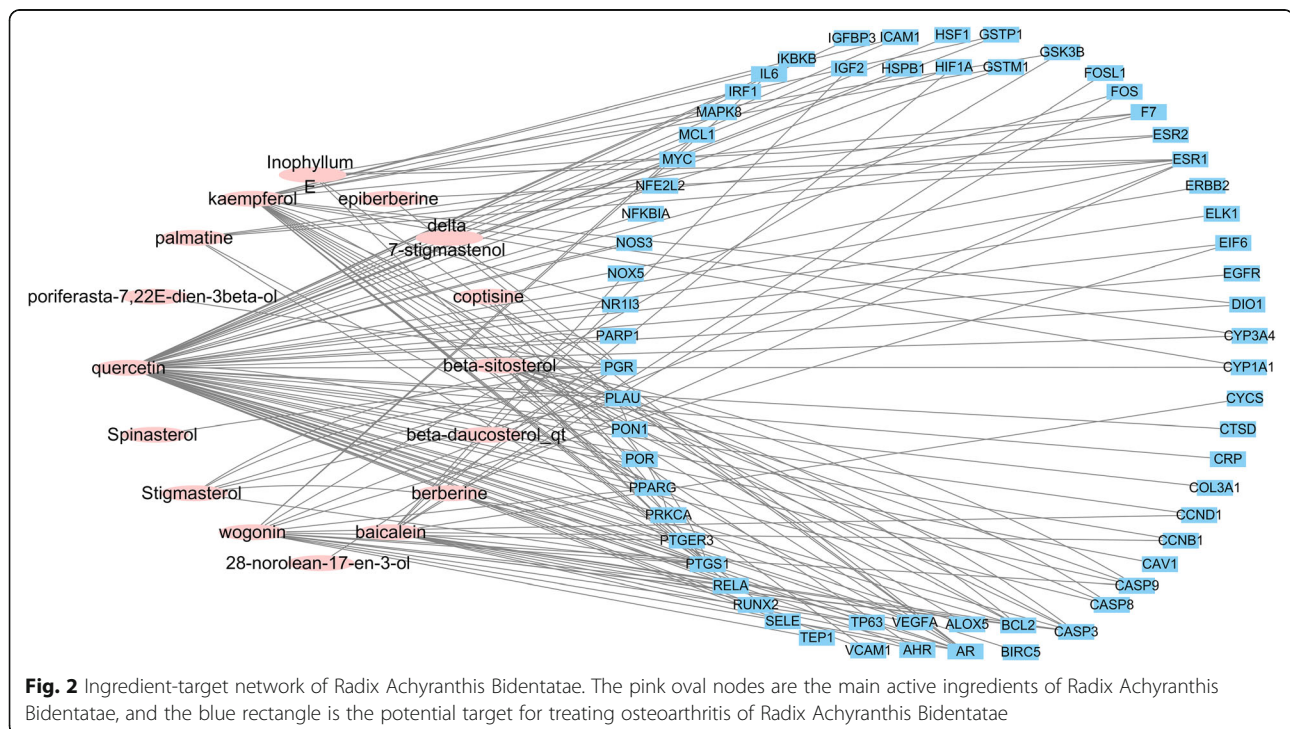 IGFBP3
ICAM1
HSF1
GSTP1
IKBKB
GSK3B
IL6
IGF2
HSPB1
HIF1A
GSTM1
FOSL1
IRF1
FOS
MAPK8
F7
MCL1
ESR2
MYC
ESR1
Inophyllum
E
kaempferol
epiberberine
NFE2L2
ERBB2
NFKBIA
ELK1
palmatine
delta
7-stigmastenol
NOS3
EIF6
NOX5
EGFR
poriferasta-7,22E-dien-3beta-ol
coptisine
NR1I3
DIO1
PARP1
CYP3A4
quercetin
beta-sitosterol
PGR
CYP1A1
PLAU
CYCS
Spinasterol
beta-daucosterol_qt
PON1
CTSD
POR
CRP
Stigmasterol
berberine
PPARG
COL3A1
PRKCA
CCND1
wogonin
baicalein
PTGER3
CCNB1
28-norolean-17-en-3-ol
PTGS1
CAV1
RELA
CASP9
RUNX2
CASP8
SELE
TP63
VEGFA
ALOX5
BCL2
CASP3
TEP1
VCAM1
AHR
AR
BIRC5
Fig. 2 Ingredient-target network of Radix Achyranthis Bidentatae. The pink oval nodes are the main active ingredients of Radix Achyranthis
Bidentatae, and the blue rectangle is the potential target for treating osteoarthritis of Radix Achyranthis Bidentatae